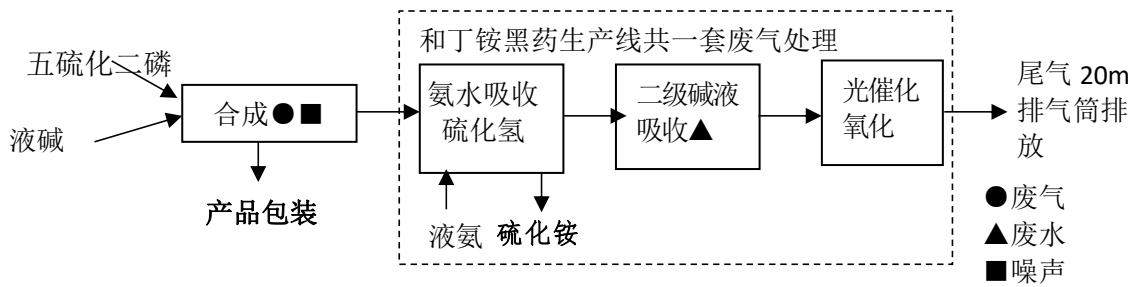 和丁铵黑药生产线共一套废气处理
五硫化二磷
液碱
合成●■
产品包装
氨水吸收
硫化氢
液氨
硫化铵
二级碱液
吸收▲
光催化
氧化
尾气 20m
排气筒排
放
●废气
▲废水
■噪声